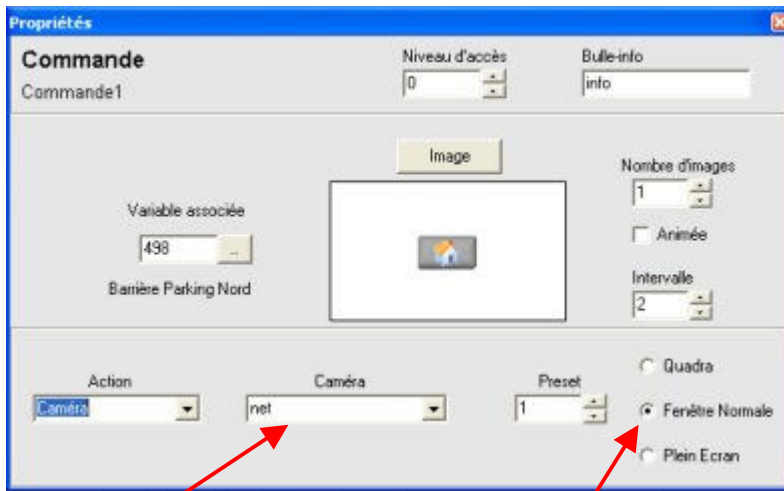 Propriétés
Commande
Commande1
Niveau d'accès
0
Bulle-info
info
Image
Variable associée
498
...
Barrière Parking Nord
Nombre d'images
1
Animée
Intervalle
2
Action
Caméra
Caméra
net
Preset
1
Quadra
Fenêtre Normale
Plein Ecran